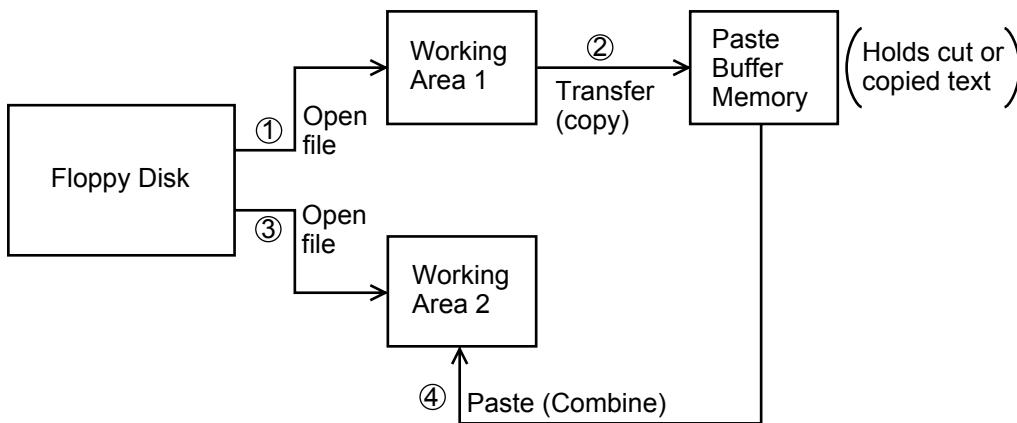 Floppy Disk
①
Open
file
Working
Area 1
②
Transfer
(copy)
Paste
Buffer
Memory
(Holds cut or
copied text)
③
Open
file
Working
Area 2
④
Paste (Combine)